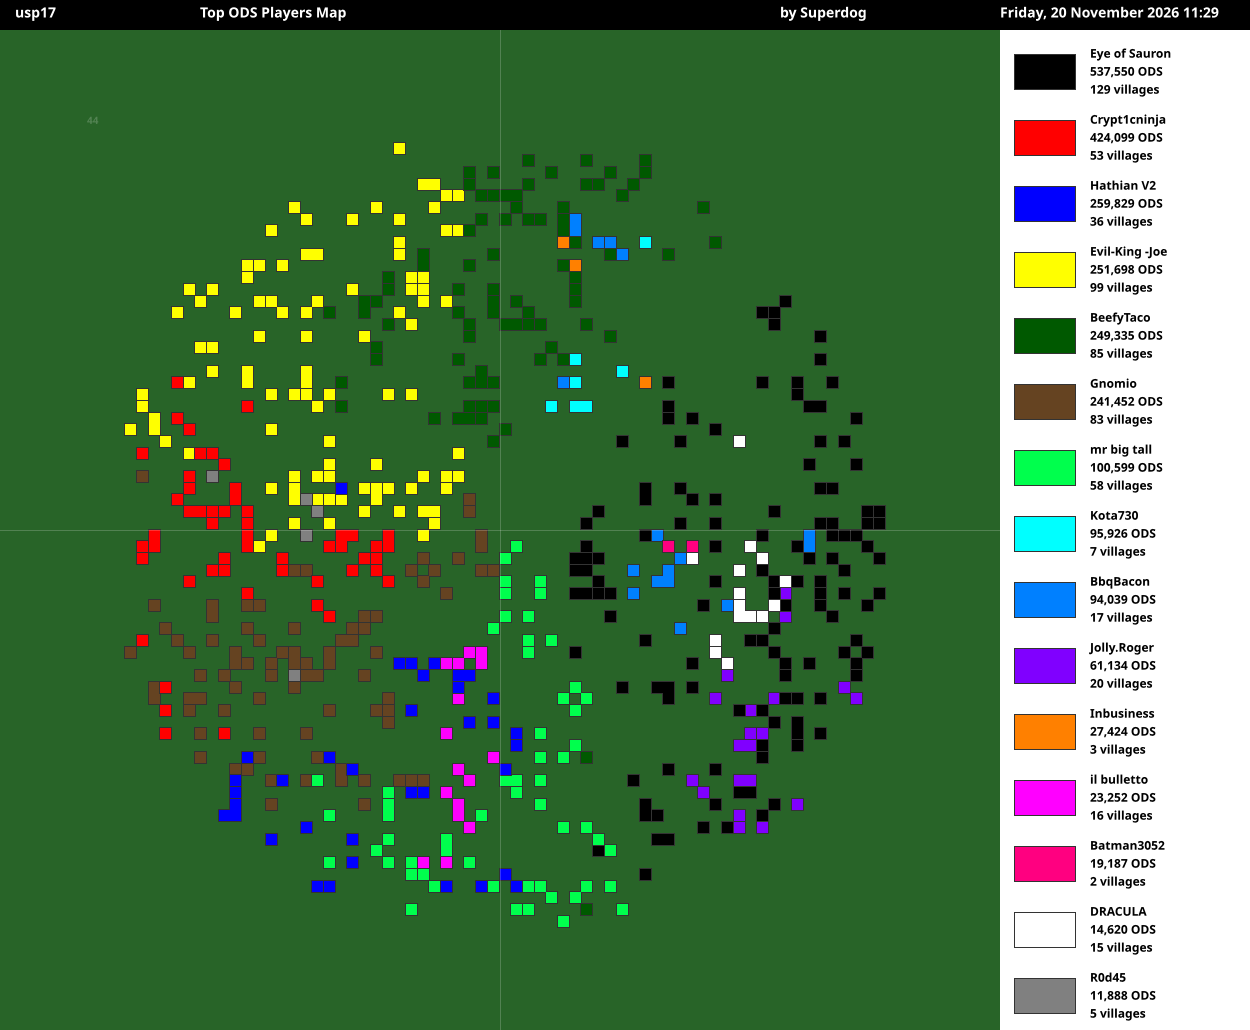 usp17 Top ODS Players Map by Superdog Friday, 20 November 2026 11:29
44
Eye of Sauron
537,550 ODS
129 villages
Crypt1cninja
424,099 ODS
53 villages
Hathian V2
259,829 ODS
36 villages
Evil-King -Joe
251,698 ODS
99 villages
BeefyTaco
249,335 ODS
85 villages
Gnomio
241,452 ODS
83 villages
mr big tall
100,599 ODS
58 villages
Kota730
95,926 ODS
7 villages
BbqBacon
94,039 ODS
17 villages
Jolly.Roger
61,134 ODS
20 villages
Inbusiness
27,424 ODS
3 villages
il bulletto
23,252 ODS
16 villages
Batman3052
19,187 ODS
2 villages
DRACULA
14,620 ODS
15 villages
R0d45
11,888 ODS
5 villages